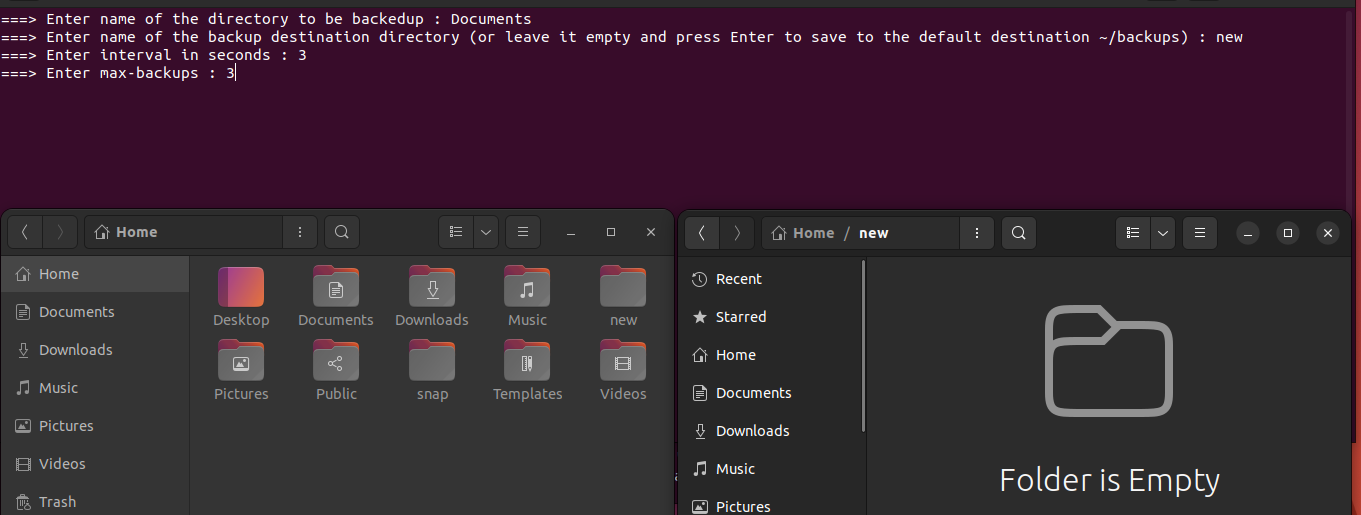 ===> Enter name of the directory to be backedup : Documents
===> Enter name of the backup destination directory (or leave it empty and press Enter to save to the default destination ~/backups) : new
===> Enter interval in seconds : 3
===> Enter max-backups : 3
Home
Home
Documents
Downloads
Music
Pictures
Videos
Trash
Desktop
Documents
Downloads
Music
new
Pictures
Public
snap
Templates
Videos
Home / new
Recent
Starred
Home
Documents
Downloads
Music
Pictures
Folder is Empty